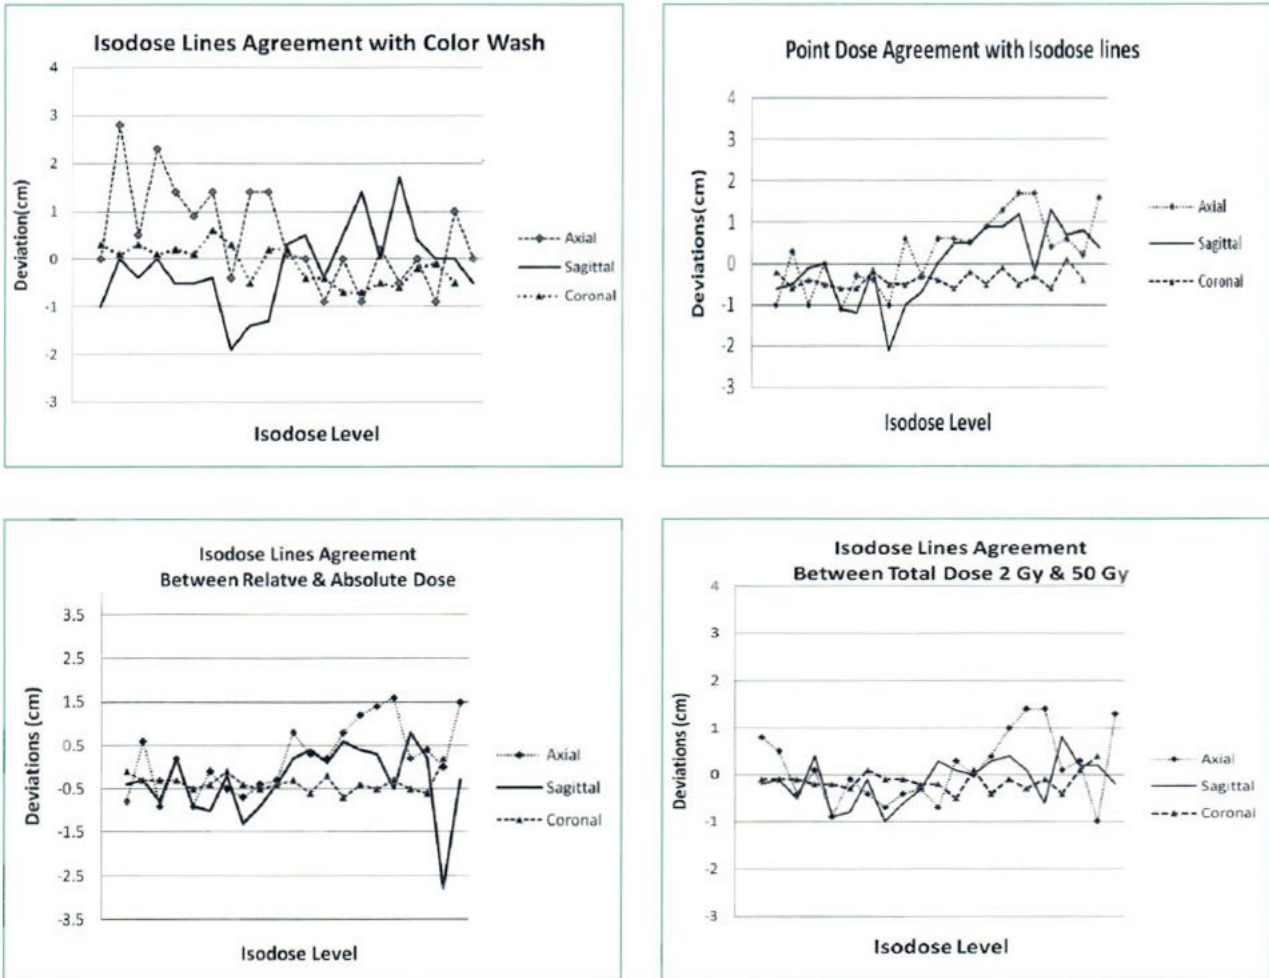 Isodose Lines Agreement with Color Wash
4
3
2
1
0
-1
-2
-3
Deviation(cm)
Isodose Level
Axial
Sagittal
Coronal
Point Dose Agreement with Isodose lines
4
3
2
1
0
-1
-2
-3
Deviations(cm)
Isodose Level
Axial
Sagittal
Coronal
Isodose Lines Agreement
Between Relatve & Absolute Dose
3.5
2.5
1.5
0.5
-0.5
-1.5
-2.5
-3.5
Deviations (cm)
Isodose Level
Axial
Sagittal
Coronal
Isodose Lines Agreement
Between Total Dose 2 Gy & 50 Gy
4
3
2
1
0
-1
-2
-3
Deviations (cm)
Isodose Level
Axial
Sagittal
Coronal